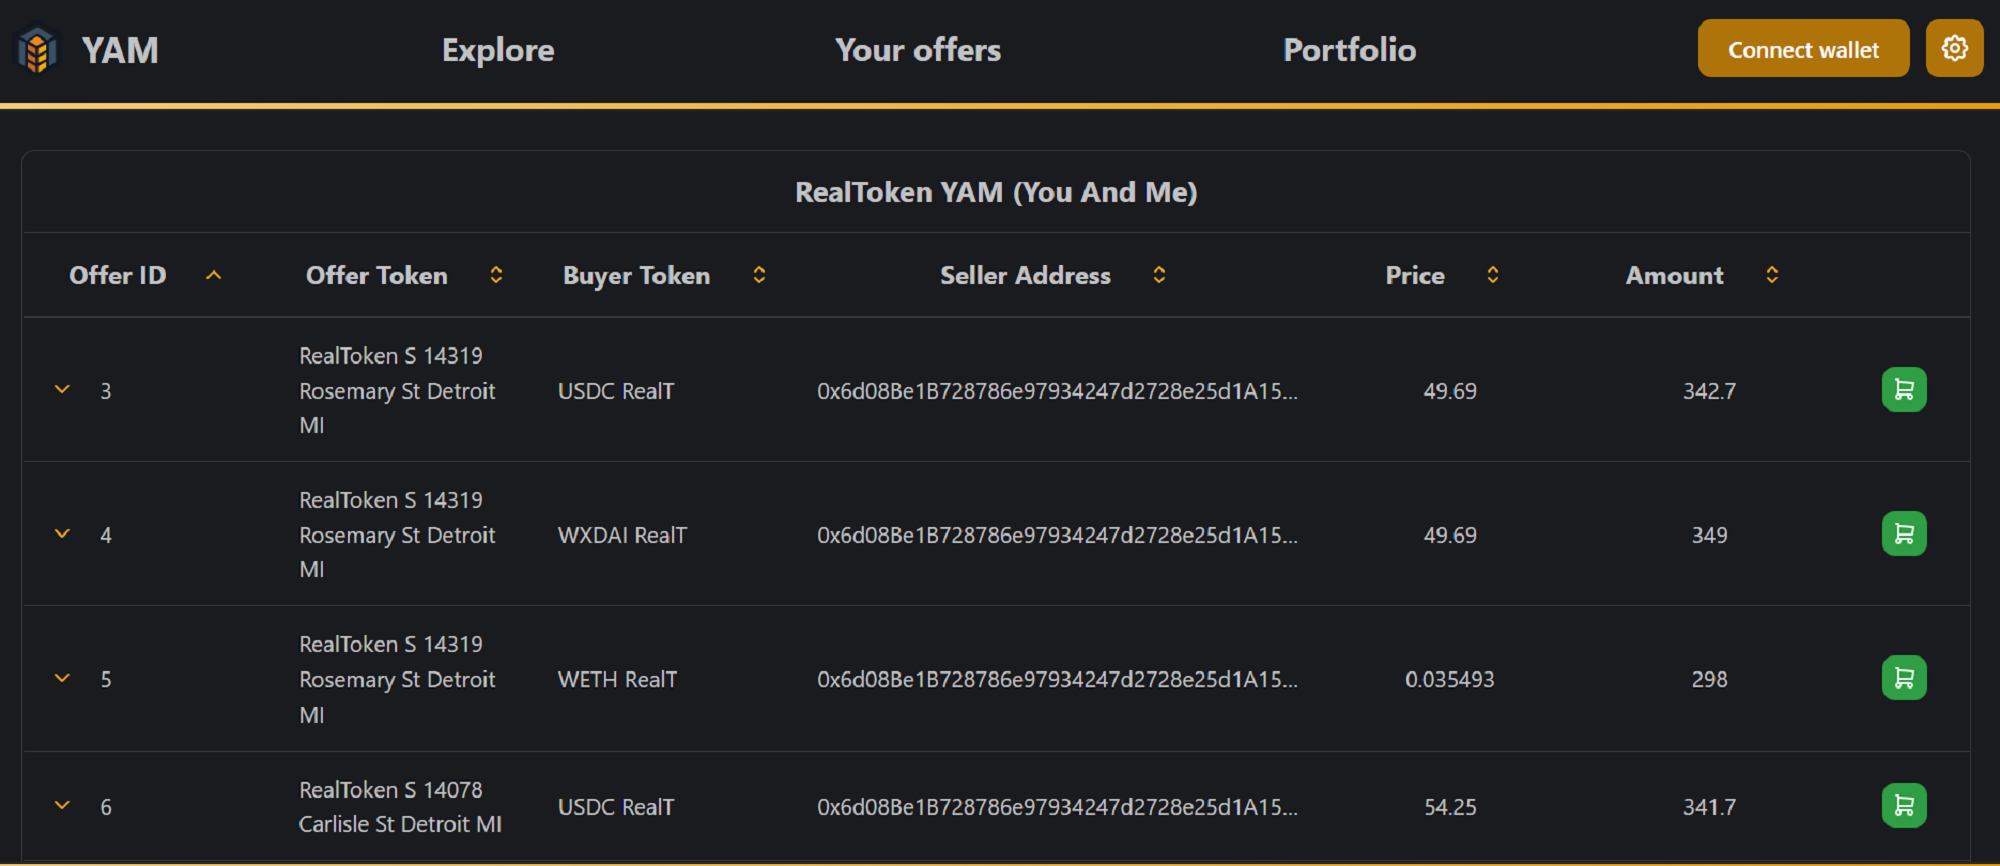 YAM Explore Your offers Portfolio Connect wallet
RealToken YAM (You And Me)
Offer ID Offer Token Buyer Token Seller Address Price Amount
RealToken S 14319
3 Rosemary St Detroit USDC RealT 0x6d08Be1B728786e97934247d2728e25d1A15... 49.69 342.7
MI
RealToken S 14319
4 Rosemary St Detroit WXDAI RealT 0x6d08Be1B728786e97934247d2728e25d1A15... 49.69 349
MI
RealToken S 14319
5 Rosemary St Detroit WETH RealT 0x6d08Be1B728786e97934247d2728e25d1A15... 0.035493 298
MI
RealToken S 14078
6 USDC RealT 0x6d08Be1B728786e97934247d2728e25d1A15... 54.25 341.7
Carlisle St Detroit MI